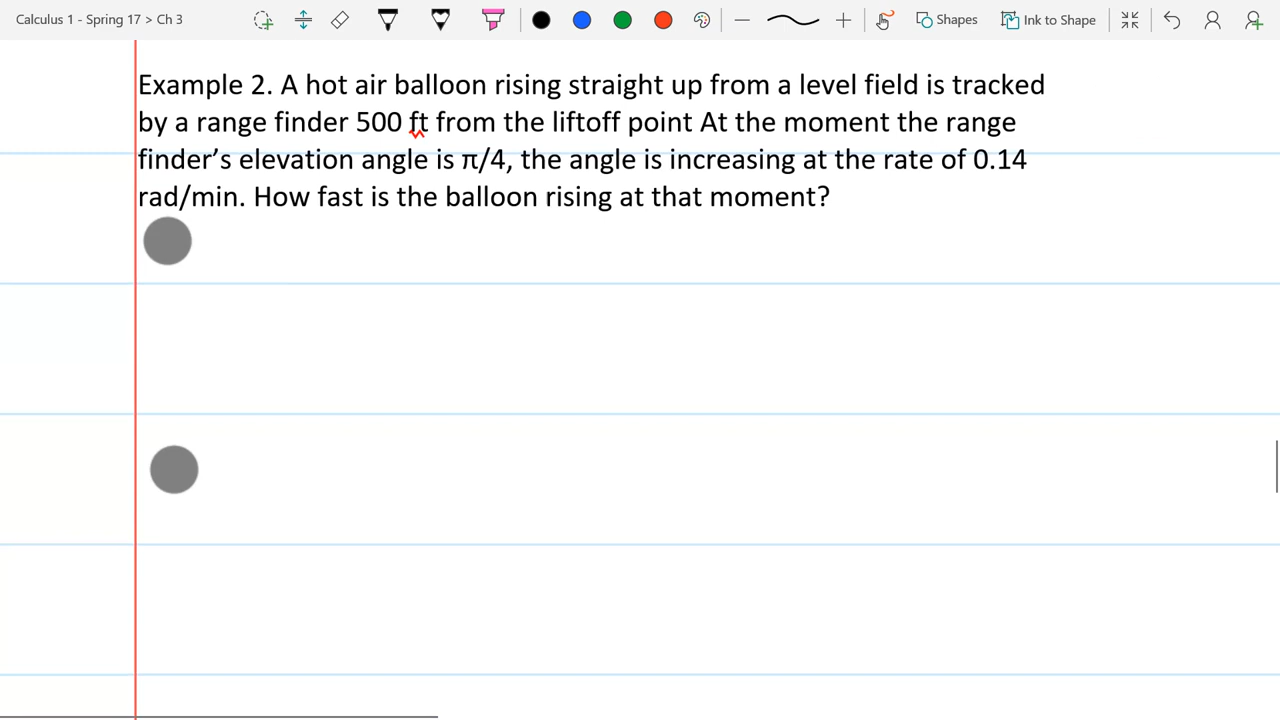 Calculus 1 - Spring 17 > Ch 3
Shapes
Ink to Shape
Example 2. A hot air balloon rising straight up from a level field is tracked
by a range finder 500 ft from the liftoff point At the moment the range
finder’s elevation angle is π/4, the angle is increasing at the rate of 0.14
rad/min. How fast is the balloon rising at that moment?